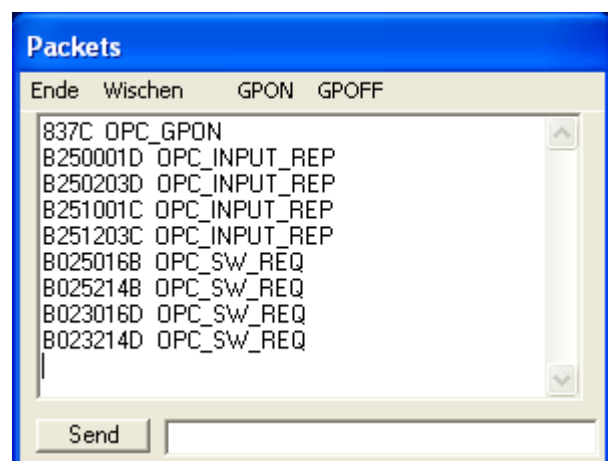 Packets
Ende Wischen GPON GPOFF
837C OPC_GPON
B250001D OPC_INPUT_REP
B250203D OPC_INPUT_REP
B251001C OPC_INPUT_REP
B251203C OPC_INPUT_REP
B025016B OPC_SW_REQ
B025214B OPC_SW_REQ
B023016D OPC_SW_REQ
B023214D OPC_SW_REQ
Send